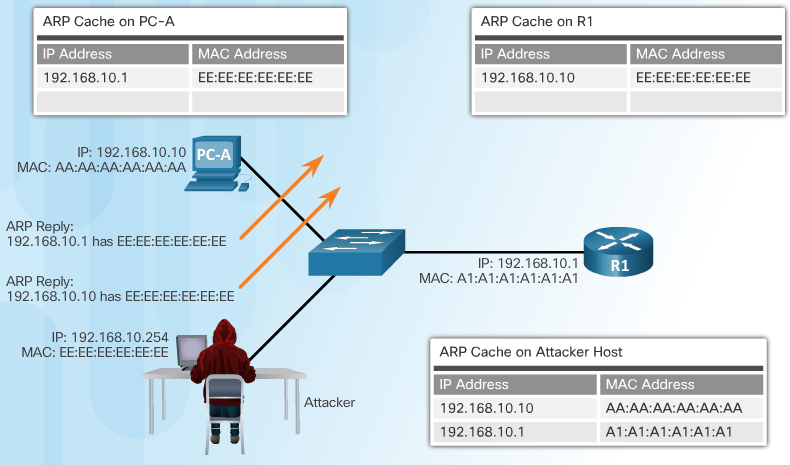 ARP Cache on PC-A
IP Address MAC Address
192.168.10.1 EE:EE:EE:EE:EE:EE
ARP Cache on R1
IP Address MAC Address
192.168.10.10 EE:EE:EE:EE:EE:EE
IP: 192.168.10.10
MAC: AA:AA:AA:AA:AA:AA
PC-A
ARP Reply:
192.168.10.1 has EE:EE:EE:EE:EE:EE
ARP Reply:
192.168.10.10 has EE:EE:EE:EE:EE:EE
IP: 192.168.10.1
MAC: A1:A1:A1:A1:A1:A1
R1
IP: 192.168.10.254
MAC: EE:EE:EE:EE:EE:EE
Attacker
ARP Cache on Attacker Host
IP Address MAC Address
192.168.10.10 AA:AA:AA:AA:AA:AA
192.168.10.1 A1:A1:A1:A1:A1:A1